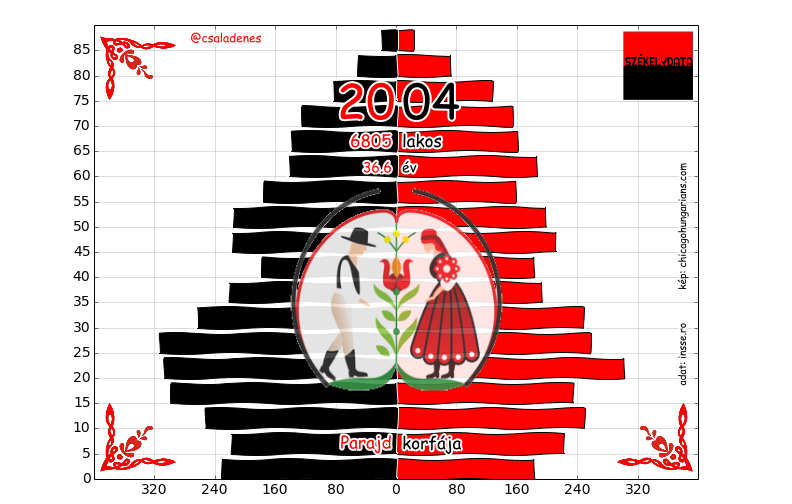 @csaladenes
SZÉKELYDATA
2004
6805 lakos
36.6 év
kép: chicagohungarians.com
adat: insse.ro
Parajd korfája
85
80
75
70
65
60
55
50
45
40
35
30
25
20
15
10
5
0
320 240 160 80 0 80 160 240 320